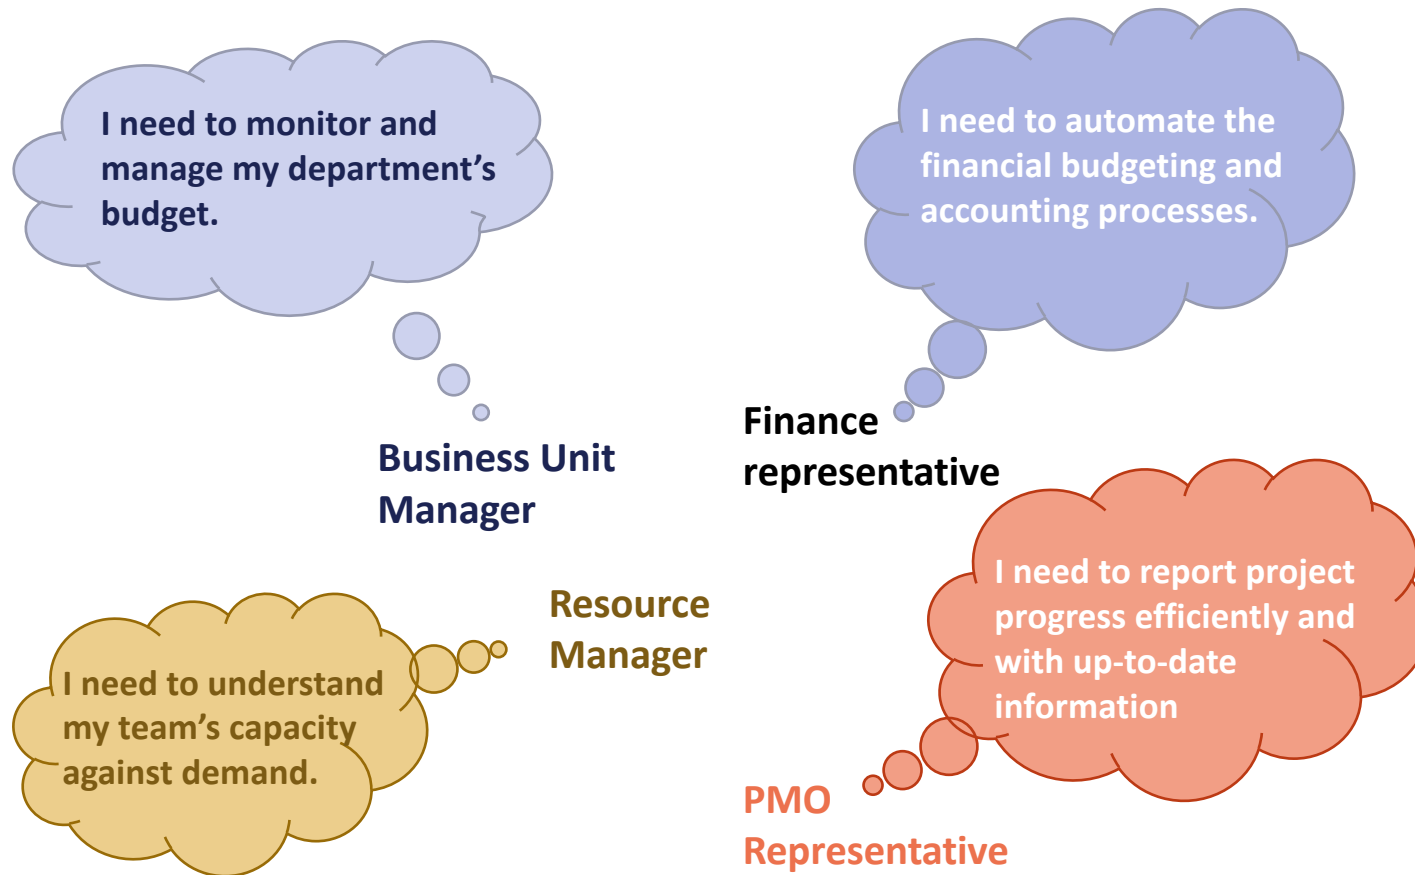 I need to monitor and
manage my department’s
budget.
Business Unit
Manager
I need to automate the
financial budgeting and
accounting processes.
Finance
representative
I need to understand
my team’s capacity
against demand.
Resource
Manager
I need to report project
progress efficiently and
with up-to-date
information
PMO
Representative